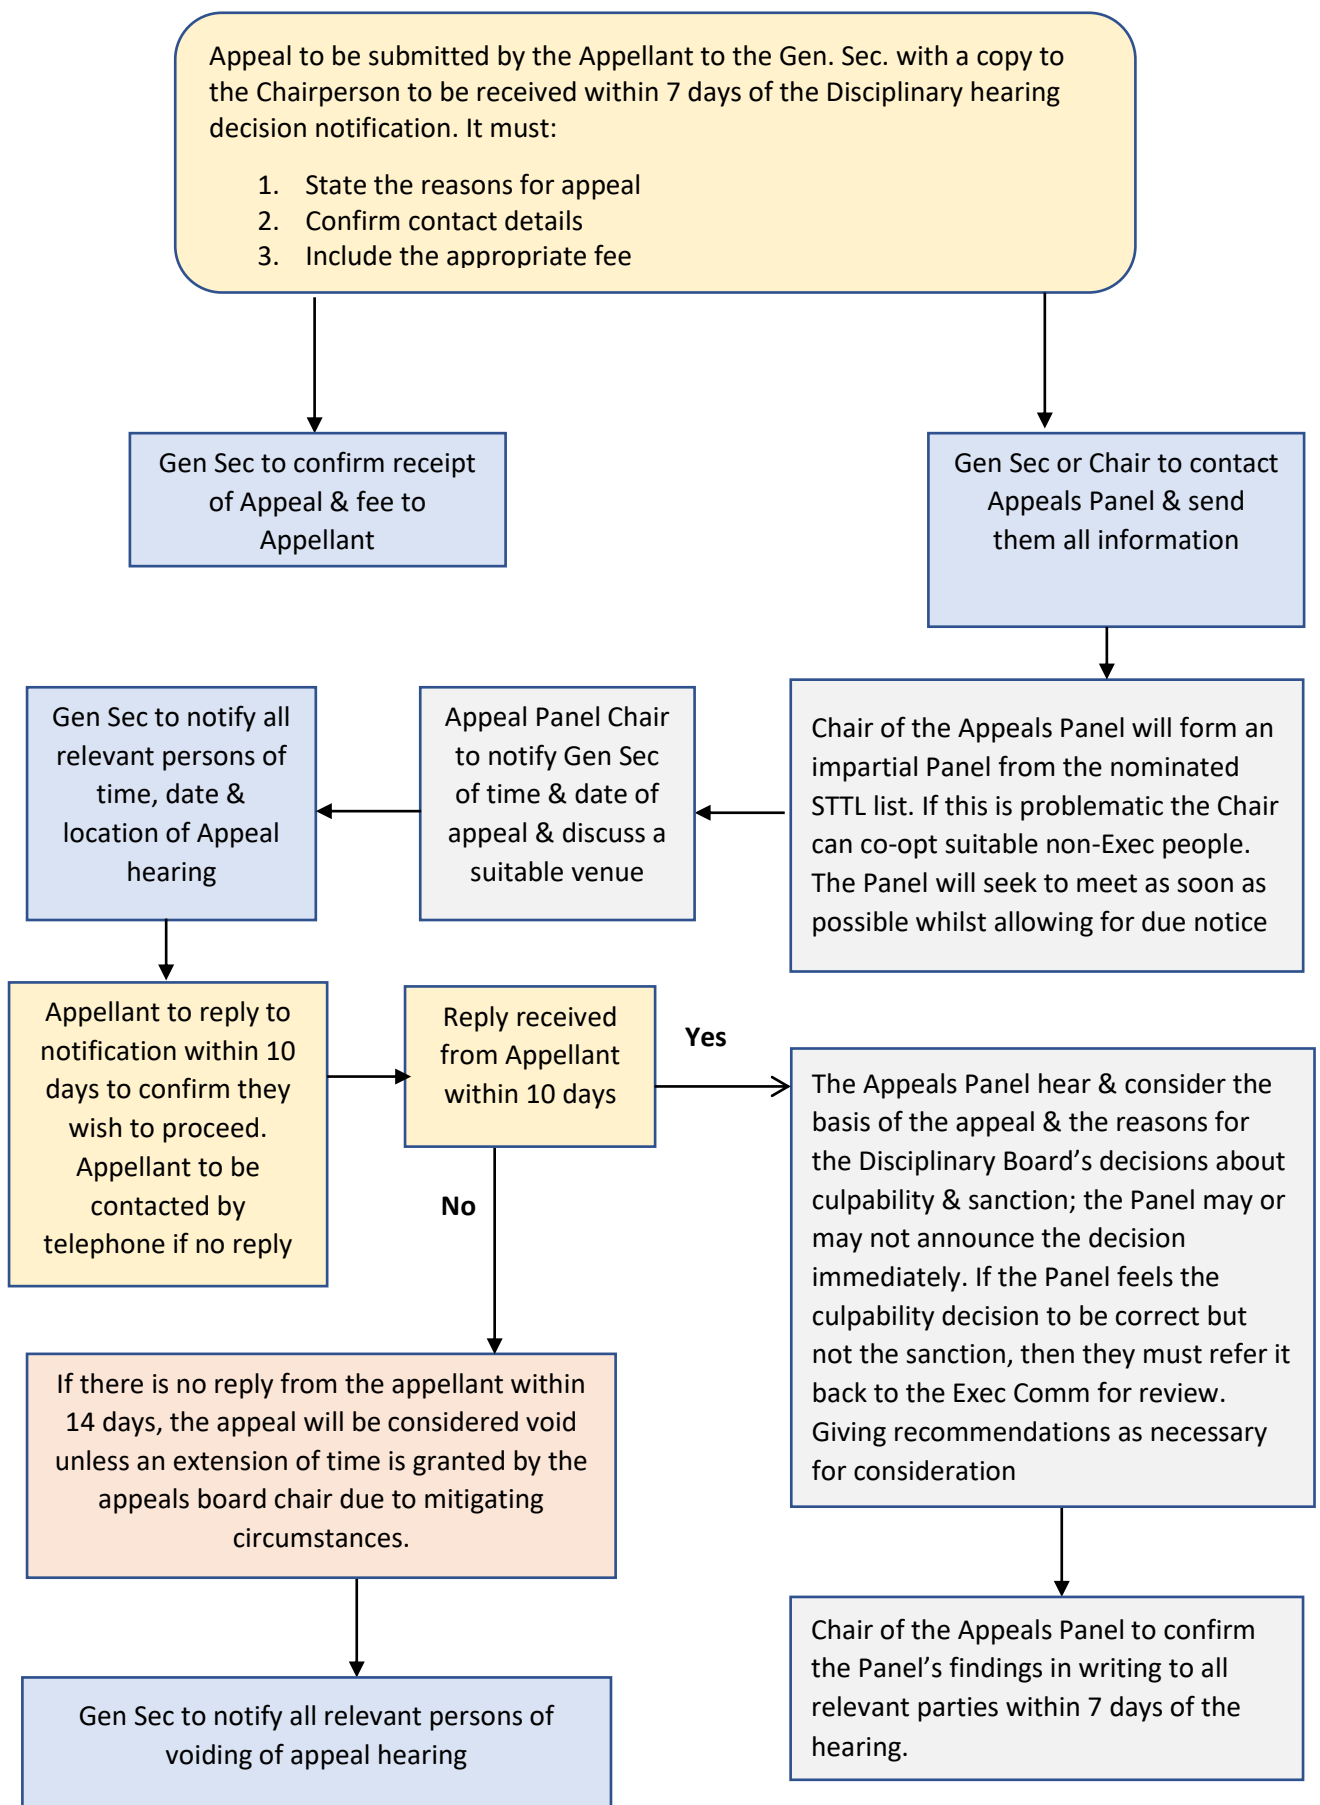 Appeal to be submitted by the Appellant to the Gen. Sec. with a copy to
the Chairperson to be received within 7 days of the Disciplinary hearing
decision notification. It must:
1. State the reasons for appeal
2. Confirm contact details
3. Include the appropriate fee
Gen Sec to confirm receipt
of Appeal & fee to
Appellant
Gen Sec or Chair to contact
Appeals Panel & send
them all information
Gen Sec to notify all
relevant persons of
time, date &
location of Appeal
hearing
Appeal Panel Chair
to notify Gen Sec
of time & date of
appeal & discuss a
suitable venue
Chair of the Appeals Panel will form an
impartial Panel from the nominated
STTL list. If this is problematic the Chair
can co-opt suitable non-Exec people.
The Panel will seek to meet as soon as
possible whilst allowing for due notice
Appellant to reply to
notification within 10
days to confirm they
wish to proceed.
Appellant to be
contacted by
telephone if no reply
Reply received
from Appellant
within 10 days
Yes
No
The Appeals Panel hear & consider the
basis of the appeal & the reasons for
the Disciplinary Board’s decisions about
culpability & sanction; the Panel may or
may not announce the decision
immediately. If the Panel feels the
culpability decision to be correct but
not the sanction, then they must refer it
back to the Exec Comm for review.
Giving recommendations as necessary
for consideration
If there is no reply from the appellant within
14 days, the appeal will be considered void
unless an extension of time is granted by the
appeals board chair due to mitigating
circumstances.
Chair of the Appeals Panel to confirm
the Panel’s findings in writing to all
relevant parties within 7 days of the
hearing.
Gen Sec to notify all relevant persons of
voiding of appeal hearing